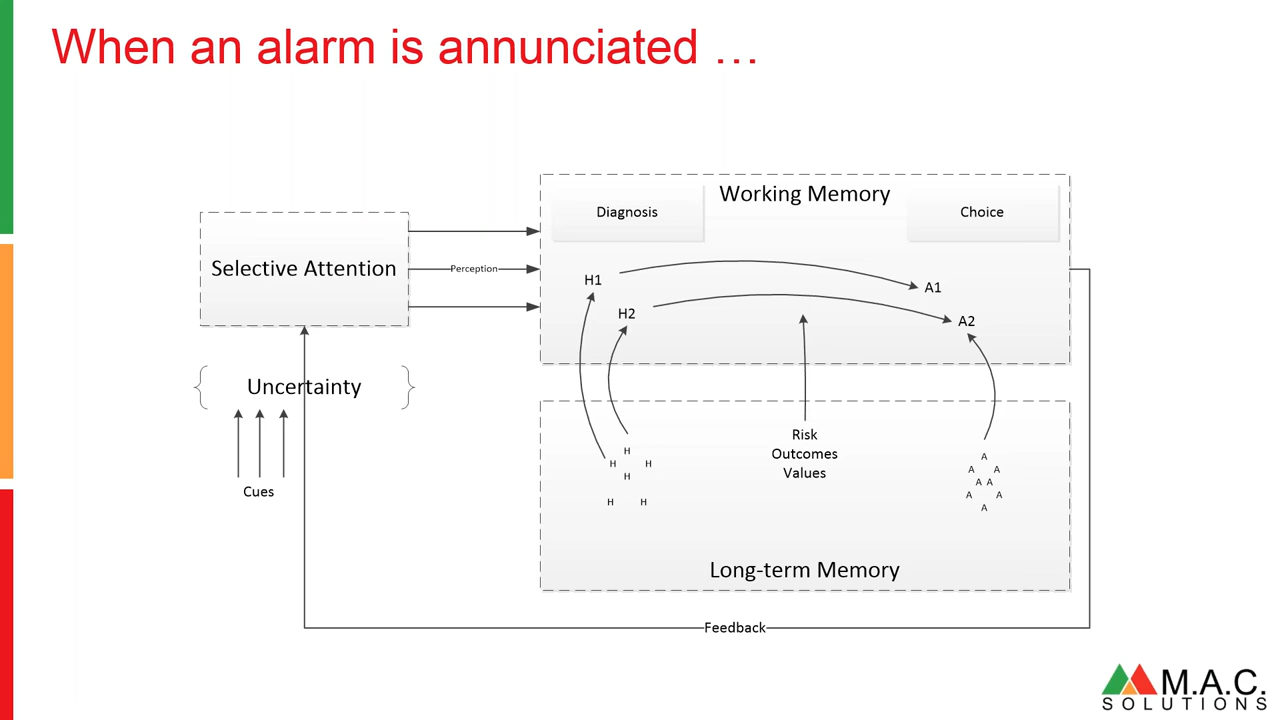 When an alarm is annunciated …
Working Memory
Diagnosis
Choice
Selective Attention
Perception
H1
A1
H2
A2
Uncertainty
Cues
Risk
Outcomes
Values
H
H
H
H
H
H
A
A
A
A
A
A
A
A
Long-term Memory
Feedback
M.A.C.
SOLUTIONS